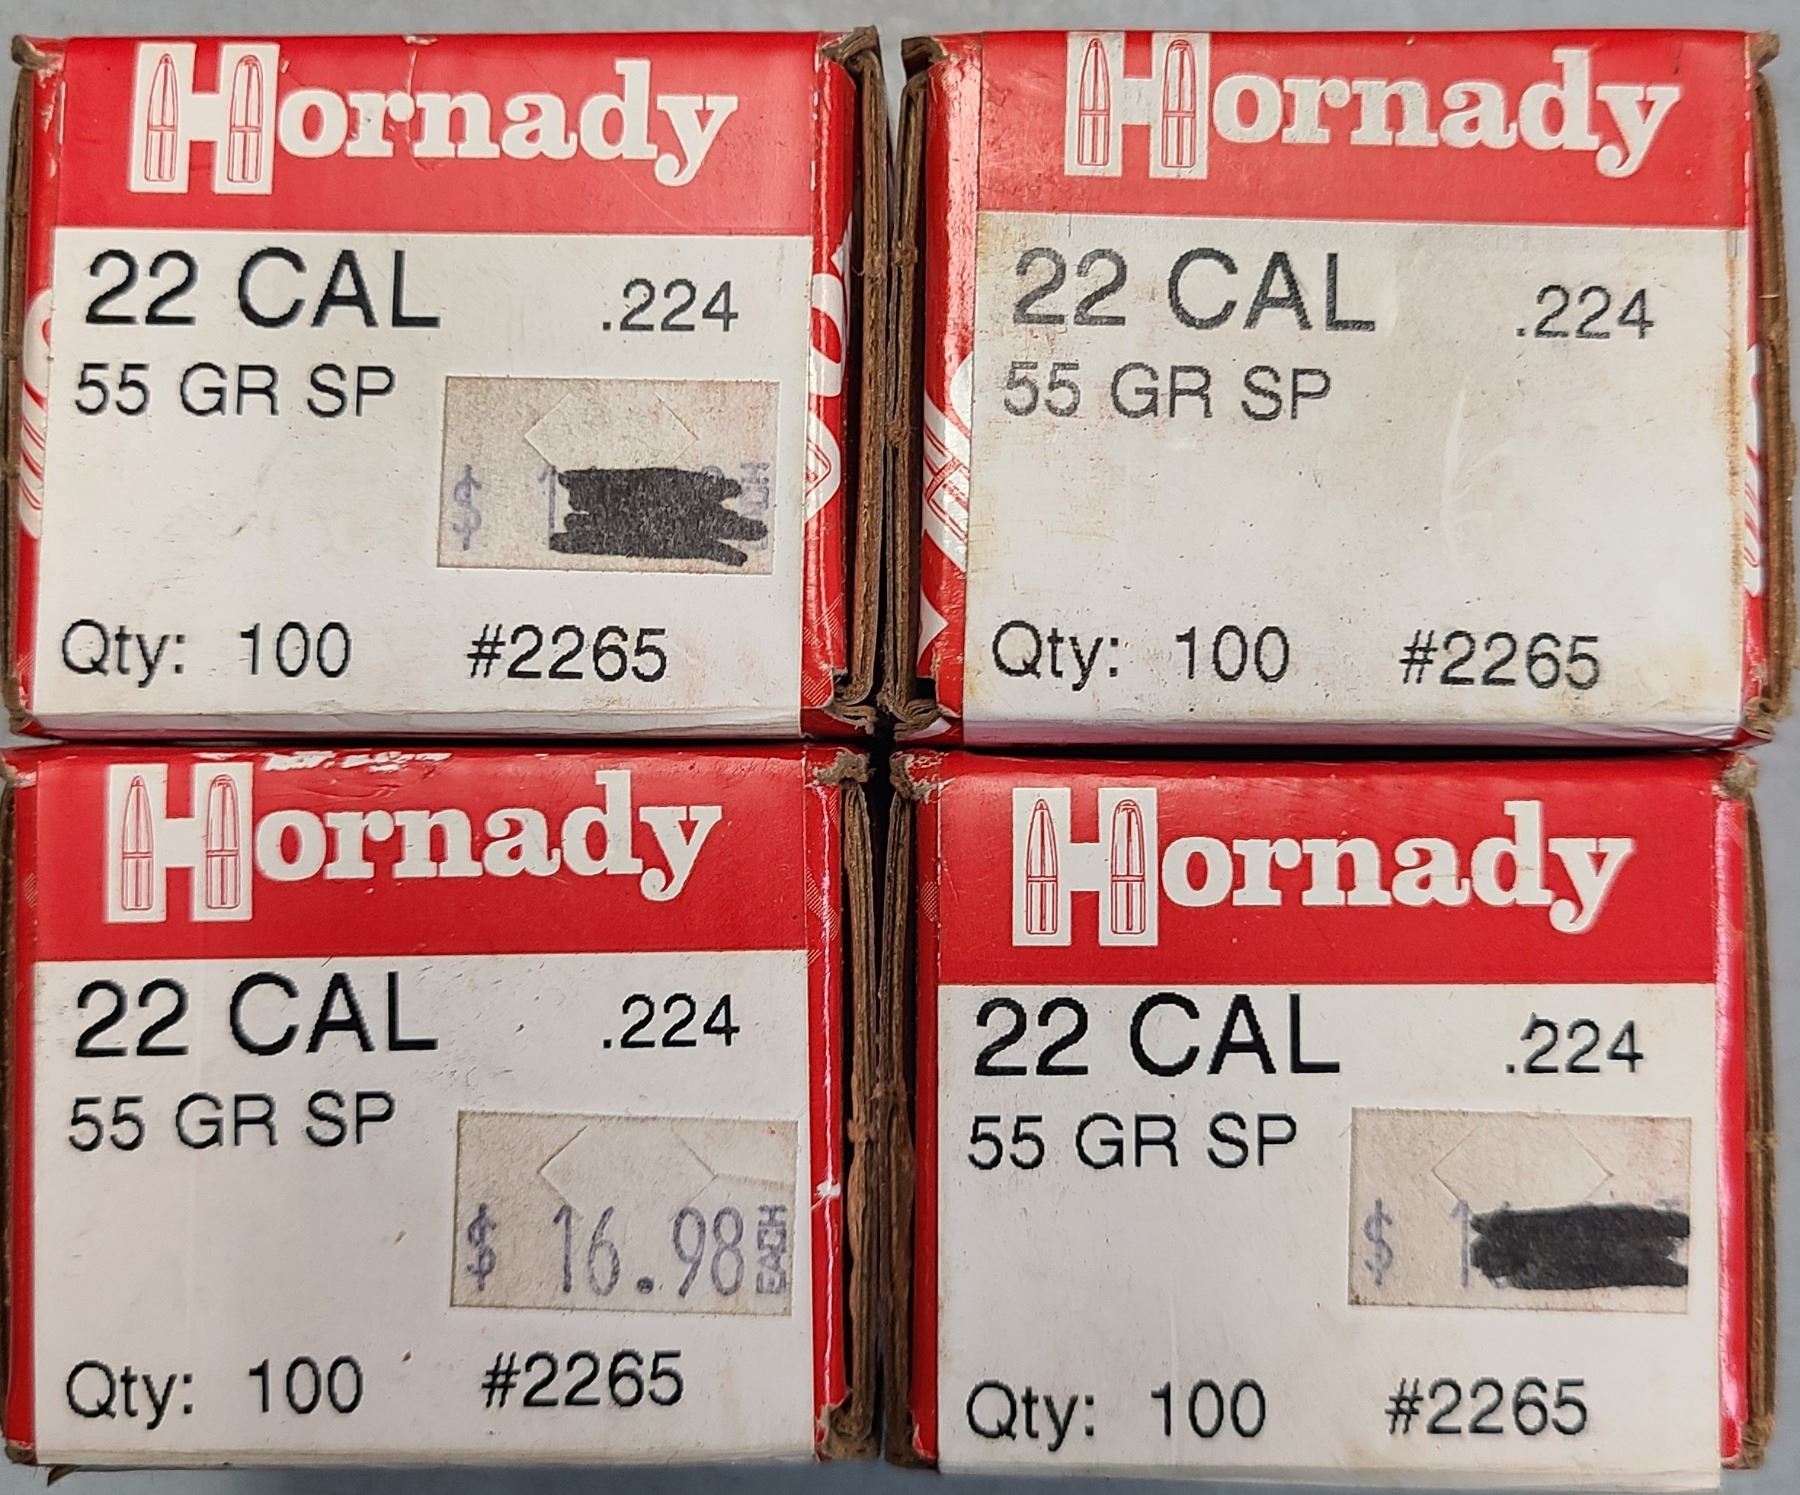 Hornady
22 CAL .224
55 GR SP
$ 1
Qty: 100 #2265
Hornady
22 CAL .224
55 GR SP
Qty: 100 #2265
Hornady
22 CAL .224
55 GR SP
$ 16.98 EACH
Qty: 100 #2265
Hornady
22 CAL .224
55 GR SP
$ 1
Qty: 100 #2265